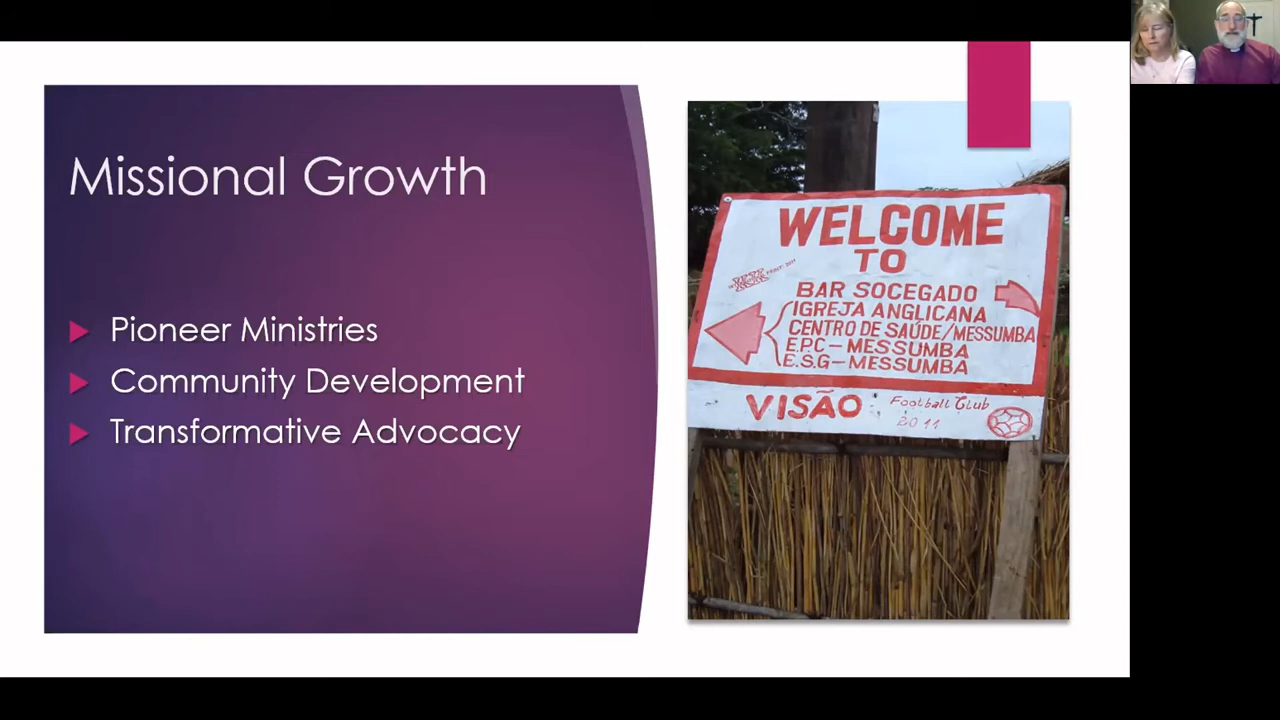 Missional Growth
Pioneer Ministries
Community Development
Transformative Advocacy
WELCOME
TO
BAR SOCEGADO
IGREJA ANGLICANA
CENTRO DE SAÚDE/MESSUMBA
E.P.C - MESSUMBA
E.S.G - MESSUMBA
VISÃO : Football Club
2011